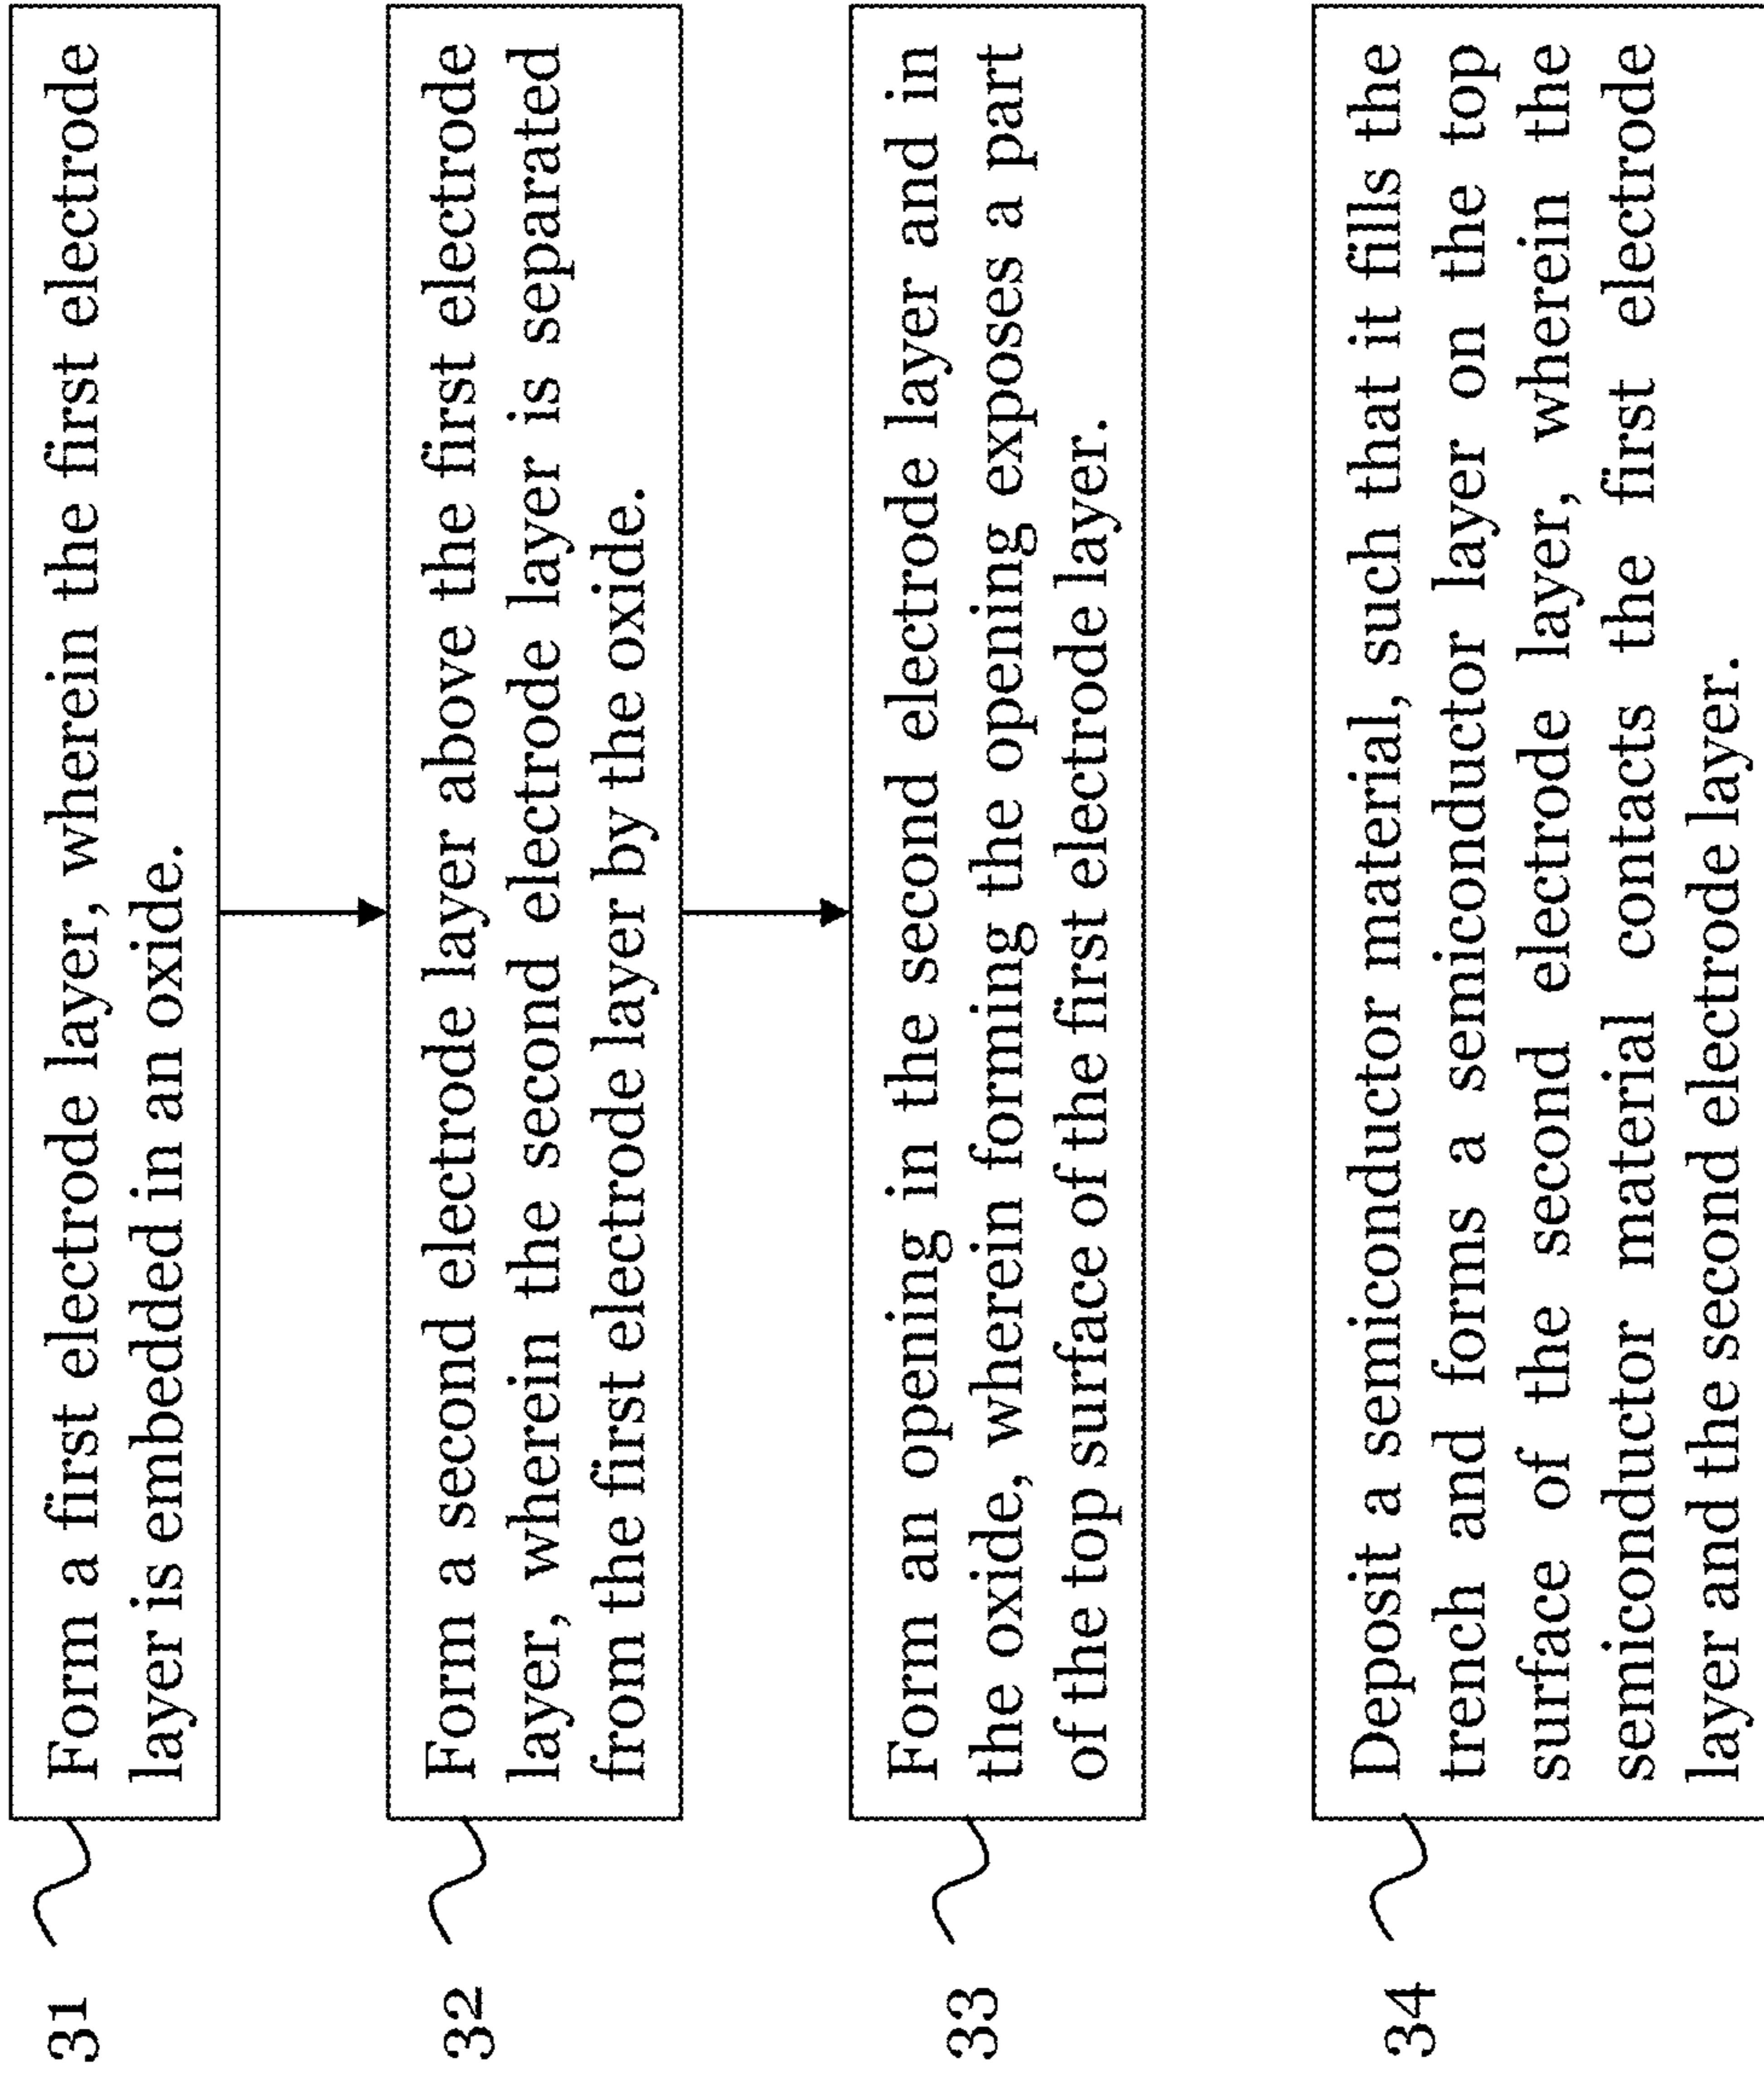 31
Form a first electrode layer, wherein the first electrode
layer is embedded in an oxide.
32
Form a second electrode layer above the first electrode
layer, wherein the second electrode layer is separated
from the first electrode layer by the oxide.
33
Form an opening in the second electrode layer and in
the oxide, wherein forming the opening exposes a part
of the top surface of the first electrode layer.
34
Deposit a semiconductor material, such that it fills the
trench and forms a semiconductor layer on the top
surface of the second electrode layer, wherein the
semiconductor material contacts the first electrode
layer and the second electrode layer.